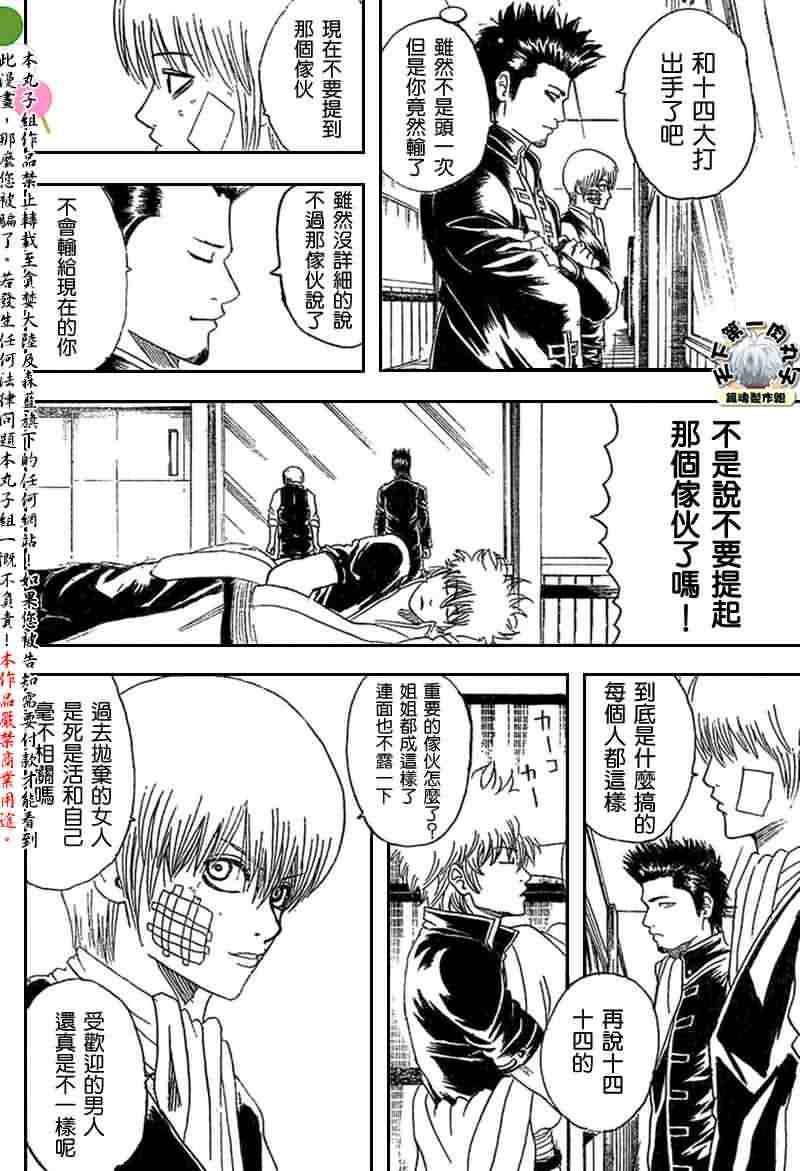 和十四大打
出手了吧
雖然不是頭一次
但是你竟然輸了
現在不要提到
那個傢伙
雖然沒詳細的說
不過那傢伙說了
不會輸給現在的你
天下第一肉丸子
銀魂製作組
不是說不要提起
那個傢伙了嗎！
到底是什麼搞的
每個人都這樣
再說十四
十四的
重要的傢伙怎麼了？
姐姐都成這樣了
連面也不露一下
カーッ
過去拋棄的女人
是死是活和自己
毫不相關嗎
受歡迎的男人
還真是不一樣呢
本丸子組作品禁止轉載至貪婪大陸及森藍旗下的任何網站！如果您被告知需要付款才能看到
此漫畫，那麼您被騙了。若發生任何法律問題本丸子組一概不負責！本作品嚴禁商業用途。